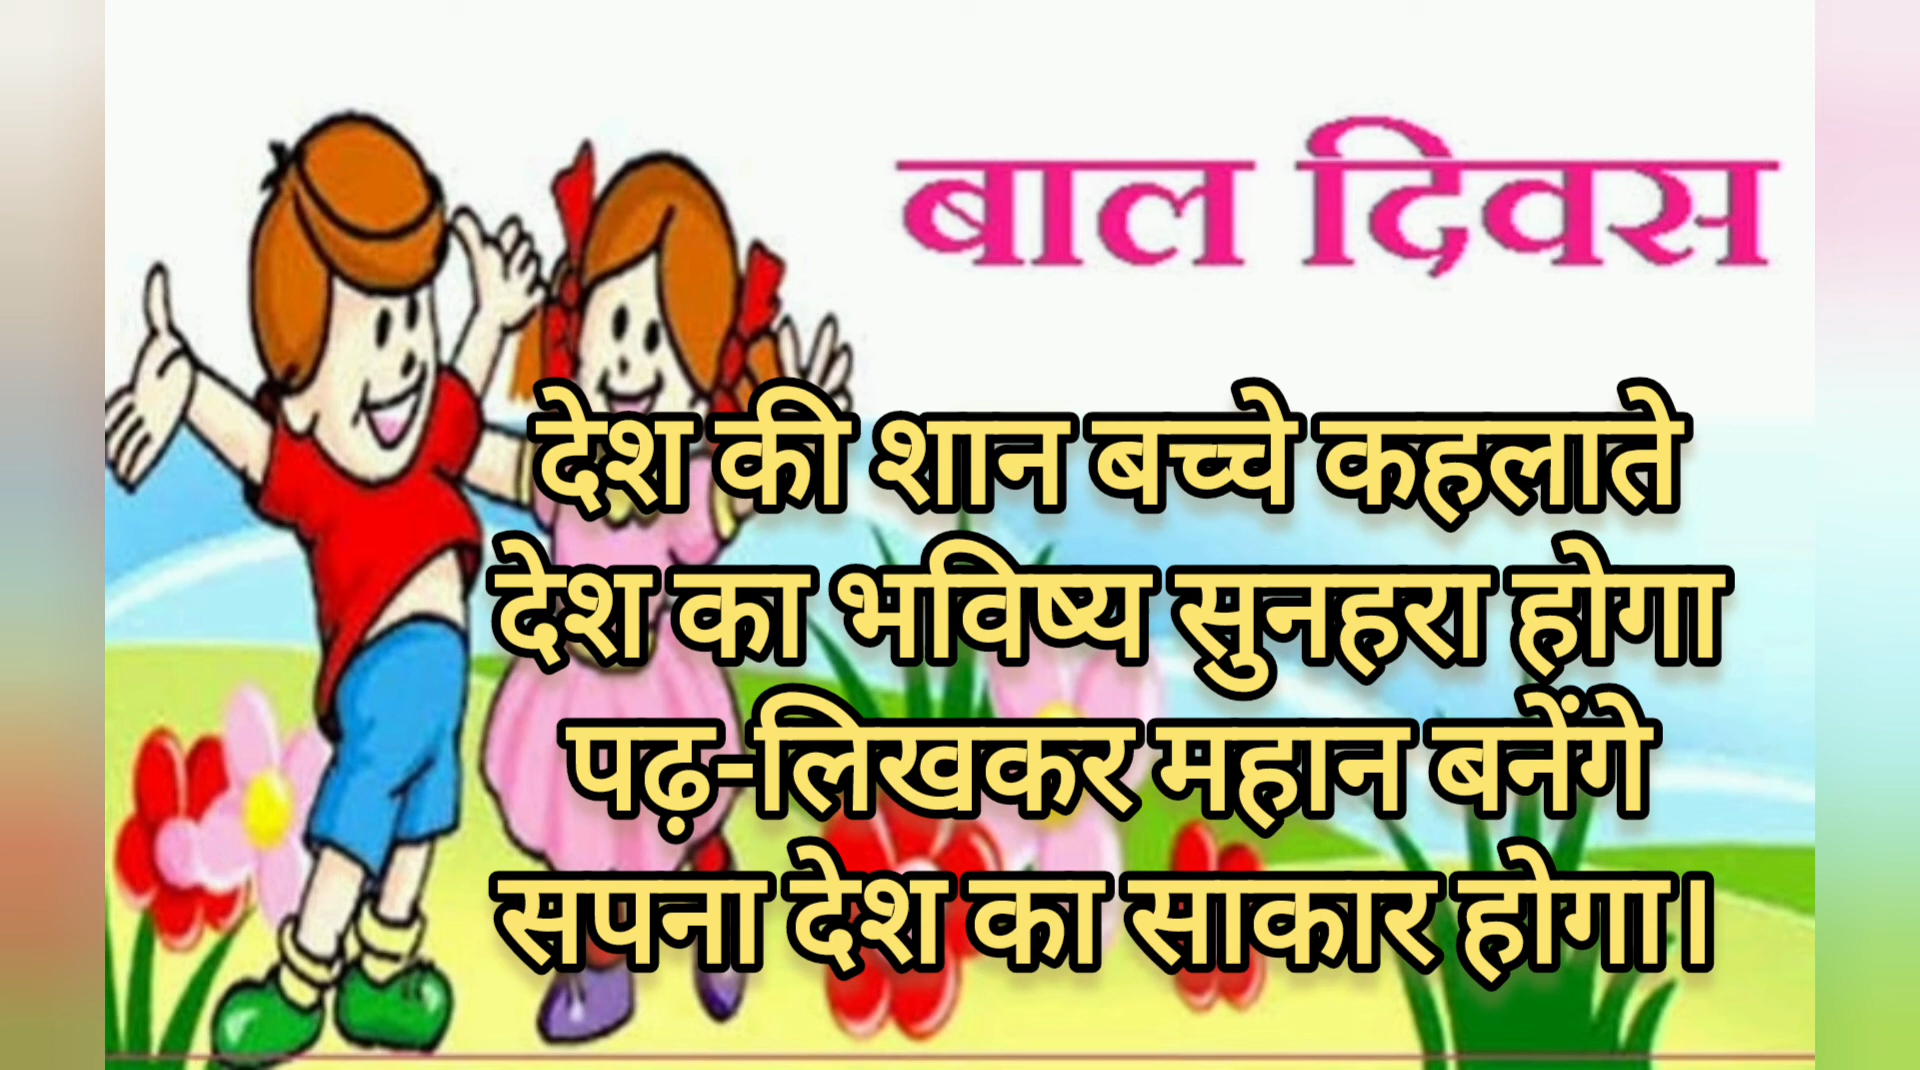 बाल दिवस
देश की शान बच्चे कहलाते
देश का भविष्य सुनहरा होगा
पढ़-लिखकर महान बनेंगे
सपना देश का साकार होगा।